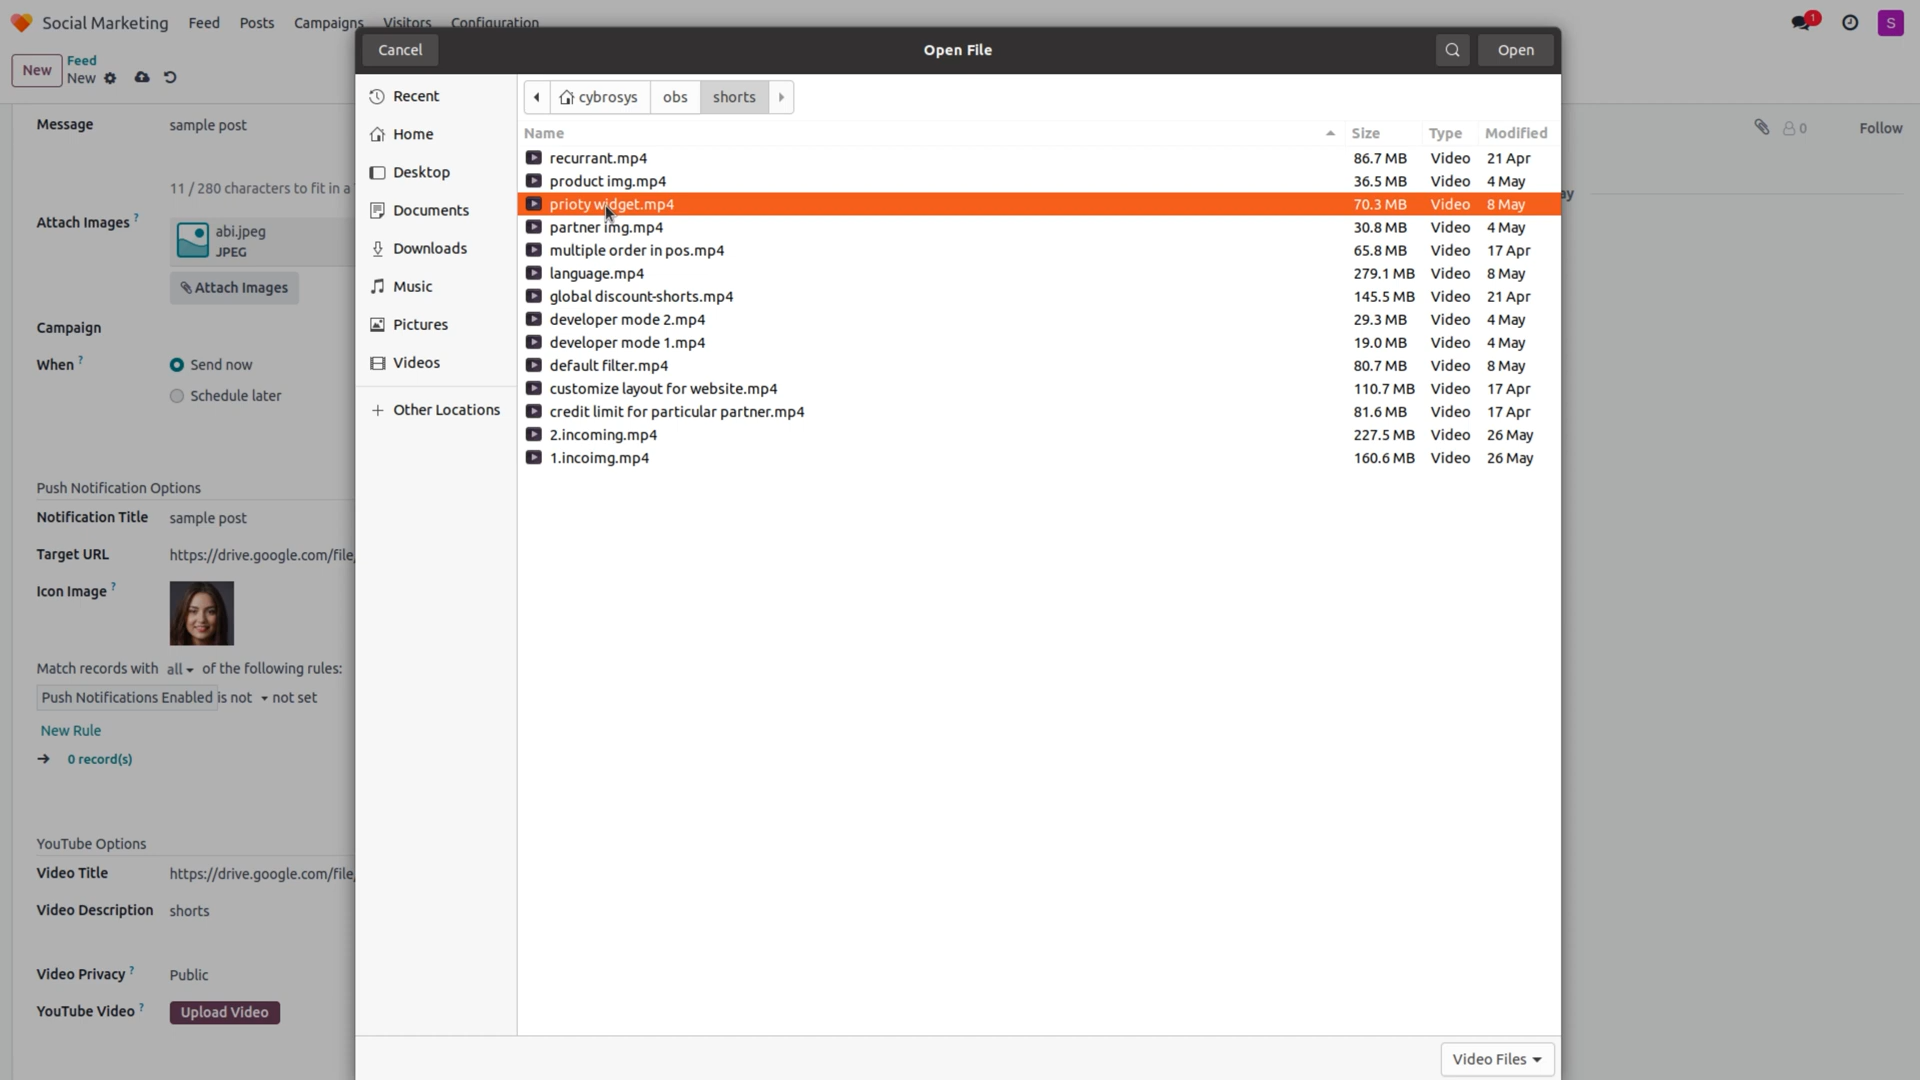 Social Marketing Feed Posts Campaigns Visitors Configuration 1 S
New Feed
New
Message sample post
11 / 280 characters to fit in a
Attach Images ? abi.jpeg
JPEG
Attach Images
Campaign
When ? Send now
Schedule later
Push Notification Options
Notification Title sample post
Target URL https://drive.google.com/file/
Icon Image ?
Match records with all of the following rules:
Push Notifications Enabled is not not set
New Rule
0 record(s)
YouTube Options
Video Title https://drive.google.com/file/
Video Description shorts
Video Privacy ? Public
YouTube Video ? Upload Video
Cancel Open File Open
Recent
Home
Desktop
Documents
Downloads
Music
Pictures
Videos
+ Other Locations
cybrosys obs shorts
Name Size Type Modified
recurrant.mp4 86.7 MB Video 21 Apr
product img.mp4 36.5 MB Video 4 May
prioty widget.mp4 70.3 MB Video 8 May
partner img.mp4 30.8 MB Video 4 May
multiple order in pos.mp4 65.8 MB Video 17 Apr
language.mp4 279.1 MB Video 8 May
global discount-shorts.mp4 145.5 MB Video 21 Apr
developer mode 2.mp4 29.3 MB Video 4 May
developer mode 1.mp4 19.0 MB Video 4 May
default filter.mp4 80.7 MB Video 8 May
customize layout for website.mp4 110.7 MB Video 17 Apr
credit limit for particular partner.mp4 81.6 MB Video 17 Apr
2.incoming.mp4 227.5 MB Video 26 May
1.incoimg.mp4 160.6 MB Video 26 May
Video Files
0 Follow
ay